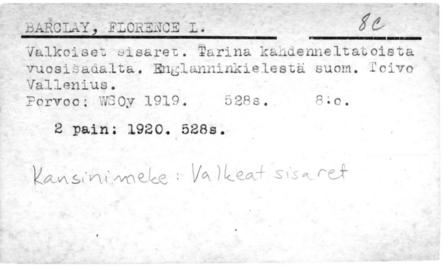 BARCLAY, FLORENCE L. 8C
Valkoiset sisaret. Tarina kahdenneltatoista
vuosisadalta. Englanninkielestä suom. Toivo
Vallenius.
Porvoo: WSOy 1919. 528s. 8:o.
2 pain: 1920. 528s.
Kansinimeke: Valkeat sisaret